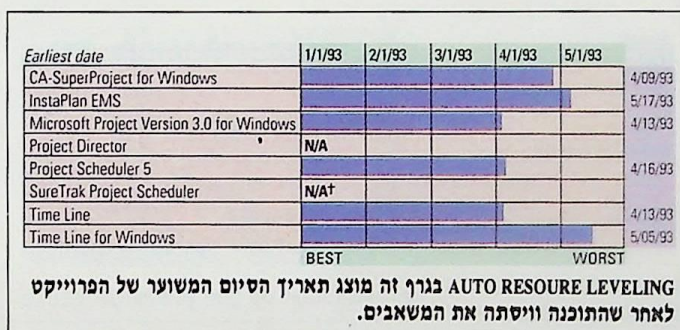 Earliest date 1/1/93 2/1/93 3/1/93 4/1/93 5/1/93
CA-SuperProject for Windows 4/09/93
InstaPlan EMS 5/17/93
Microsoft Project Version 3.0 for Windows 4/13/93
Project Director N/A
Project Scheduler 5 4/16/93
SureTrak Project Scheduler N/A†
Time Line 4/13/93
Time Line for Windows 5/05/93
BEST WORST
AUTO RESOURE LEVELING בגרף זה מוצג תאריך הסיום המשוער של הפרוייקט
לאחר שהתוכנה וויסתה את המשאבים.